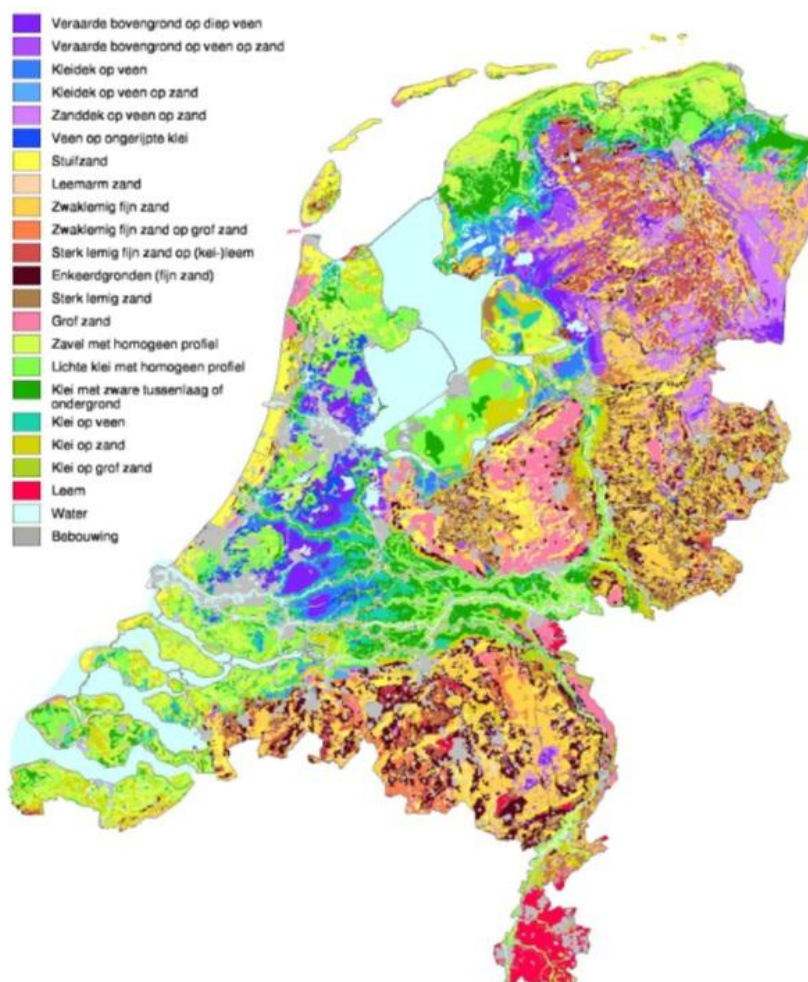 Veraarde bovengrond op diep veen
Veraarde bovengrond op veen op zand
Kleidek op veen
Kleidek op veen op zand
Zanddek op veen op zand
Veen op ongerijpte klei
Stuifzand
Leemarm zand
Zwaklemig fijn zand
Zwaklemig fijn zand op grof zand
Sterk lemig fijn zand op (kei-)leem
Enkeerdgronden (fijn zand)
Sterk lemig zand
Grof zand
Zavel met homogeen profiel
Lichte klei met homogeen profiel
Klei met zware tussenlaag of
ondergrond
Klei op veen
Klei op zand
Klei op grof zand
Leem
Water
Bebouwing